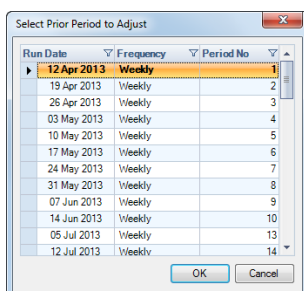 Select Prior Period to Adjust
Run Date Frequency Period No
12 Apr 2013 Weekly 1
19 Apr 2013 Weekly 2
26 Apr 2013 Weekly 3
03 May 2013 Weekly 4
10 May 2013 Weekly 5
17 May 2013 Weekly 6
24 May 2013 Weekly 7
31 May 2013 Weekly 8
07 Jun 2013 Weekly 9
14 Jun 2013 Weekly 10
05 Jul 2013 Weekly 13
12 Jul 2013 Weekly 14
OK Cancel